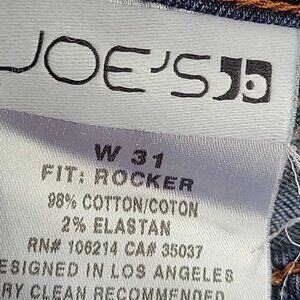 JOE'S
W 31
FIT: ROCKER
98% COTTON/COTON
2% ELASTAN
RN# 106214 CA# 35037
DESIGNED IN LOS ANGELES
RY CLEAN RECOMMENDED